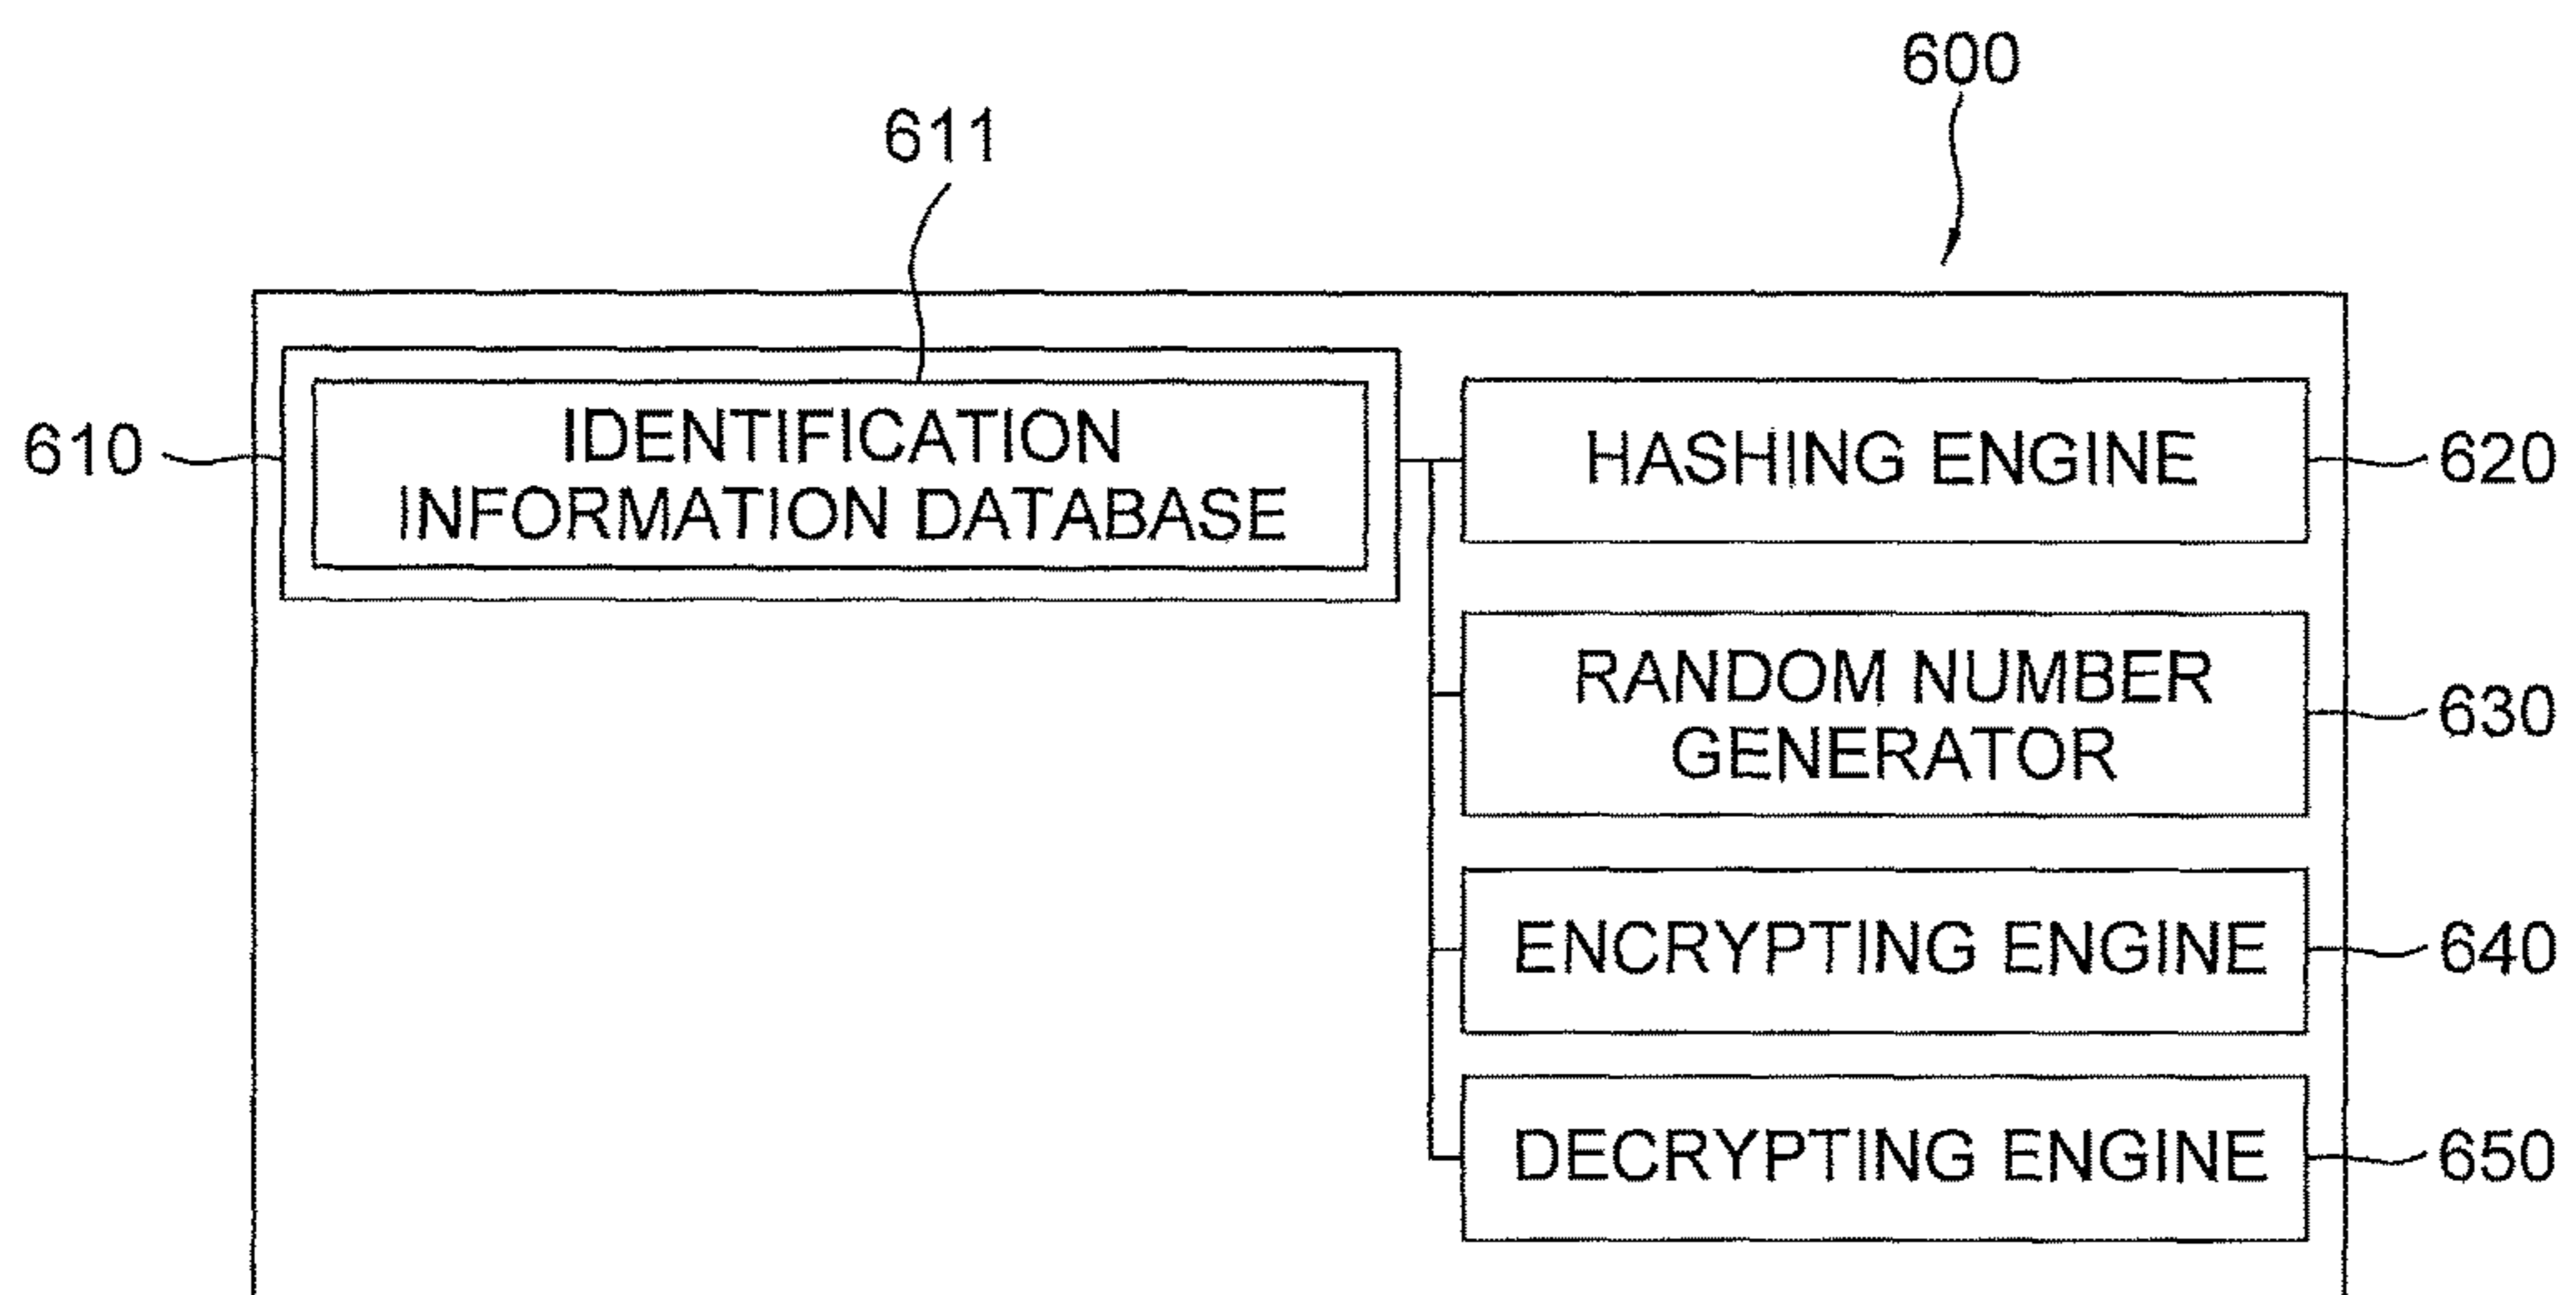 600
611
610
IDENTIFICATION
INFORMATION DATABASE
HASHING ENGINE
620
RANDOM NUMBER
GENERATOR
630
ENCRYPTING ENGINE
640
DECRYPTING ENGINE
650